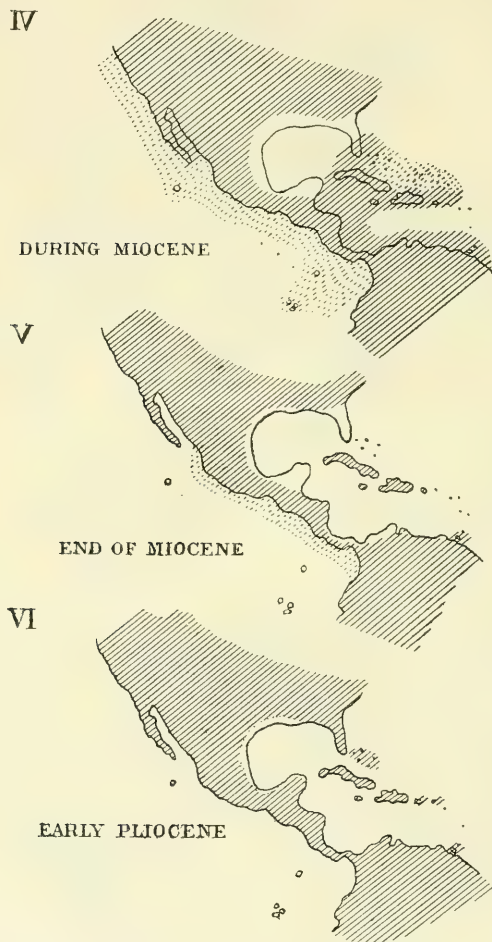 IV
DURING MIOCENE
V
END OF MIOCENE
VI
EARLY PLIOCENE